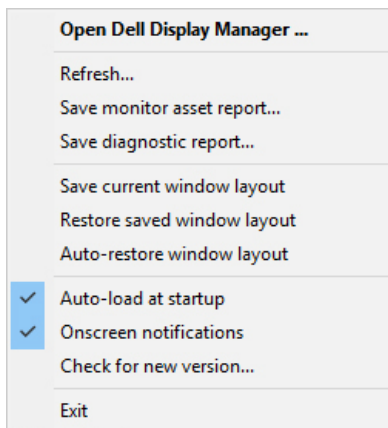 Open Dell Display Manager ...
Refresh...
Save monitor asset report...
Save diagnostic report...
Save current window layout
Restore saved window layout
Auto-restore window layout
Auto-load at startup
Onscreen notifications
Check for new version...
Exit